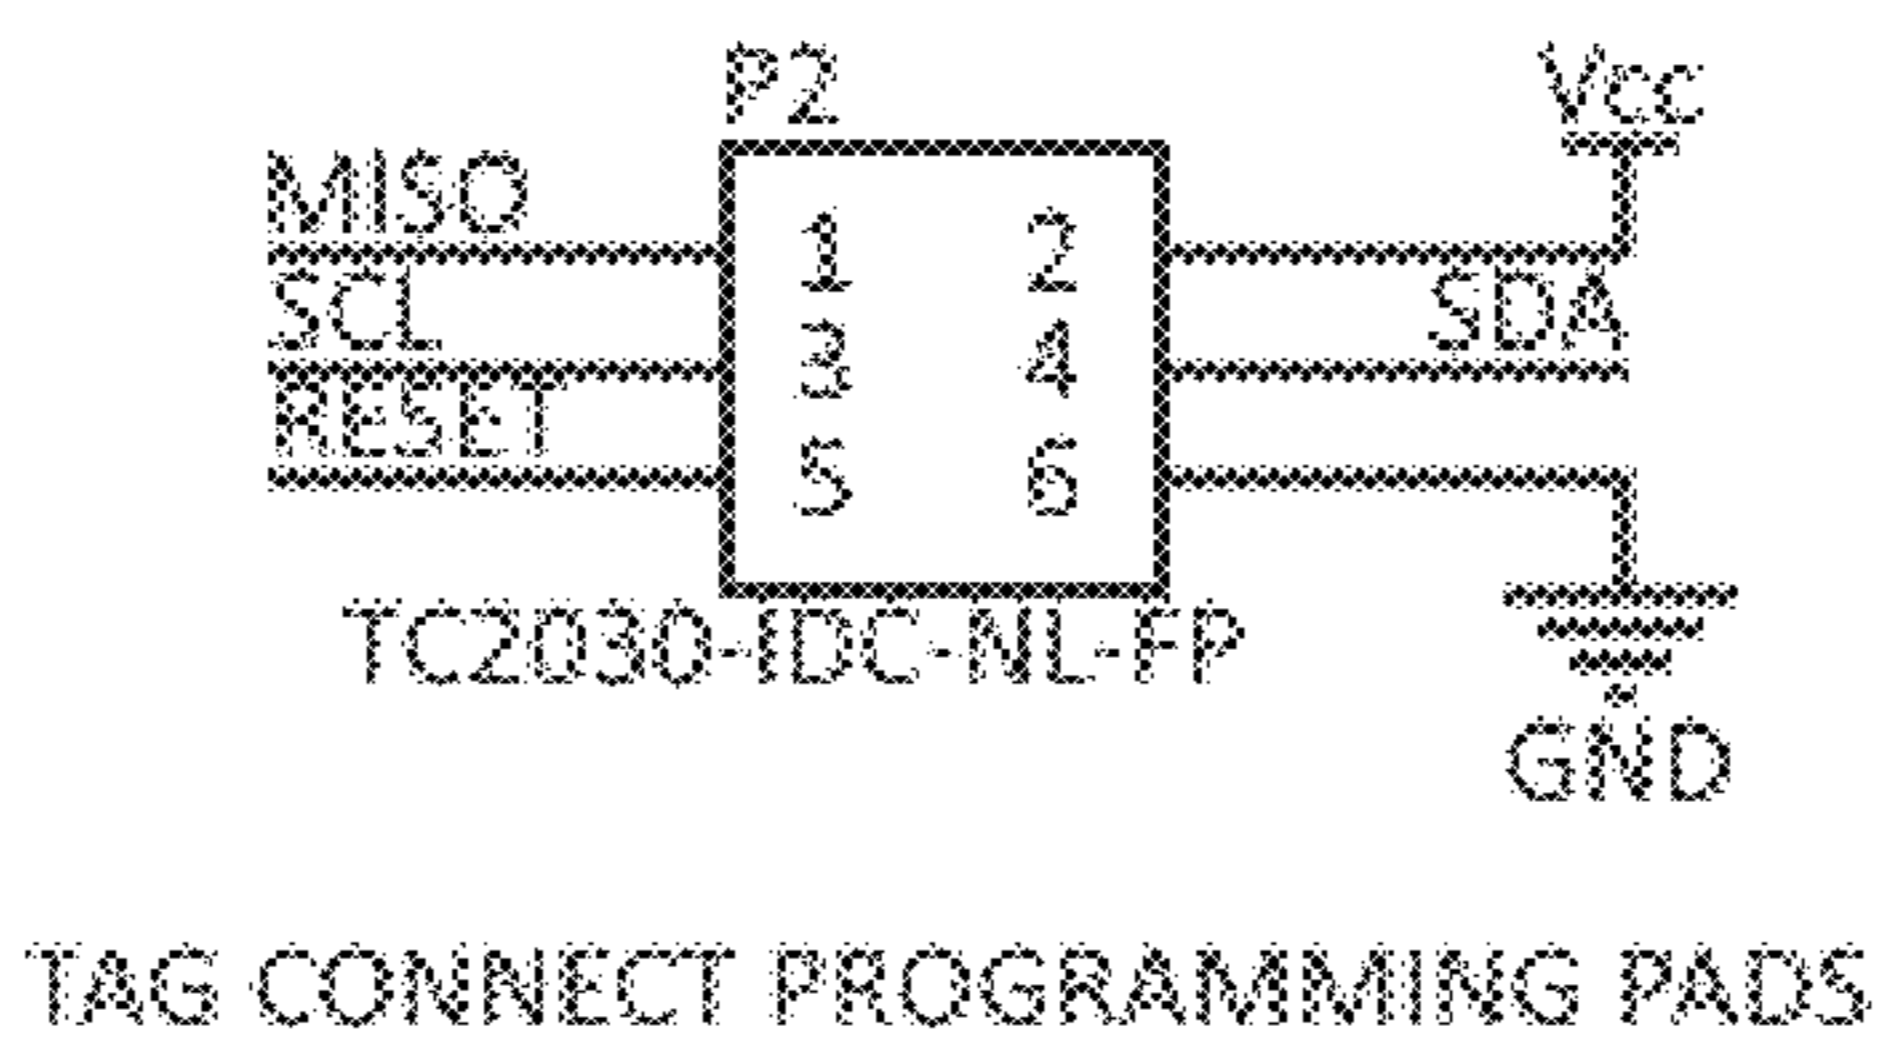 P2
Vcc
MISO
1 2
SCL
SDA
3 4
RESET
5 6
TC2030-IDC-NL-FP
GND
TAG CONNECT PROGRAMMING PADS